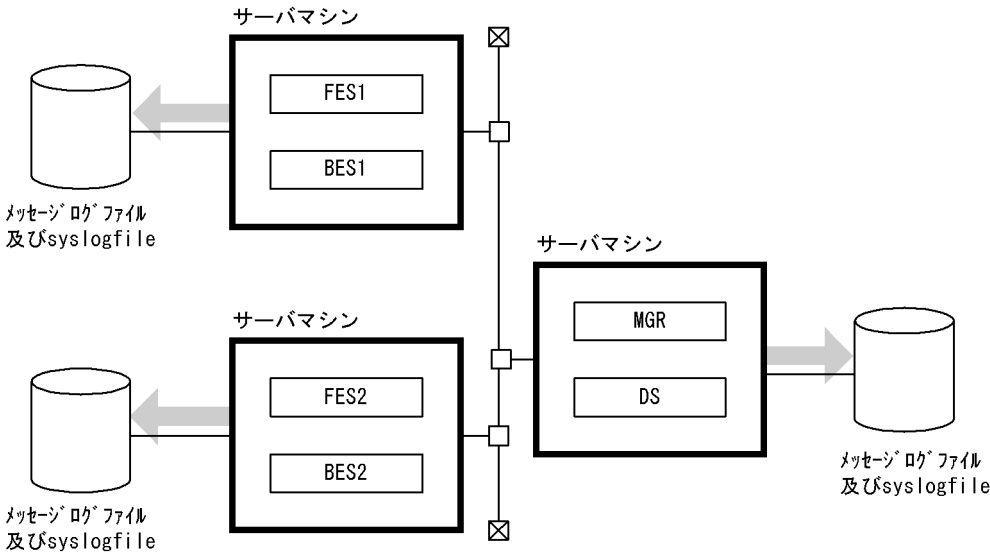 サーバマシン
FES1
BES1
ﾒｯｾｰｼﾞﾛｸﾞﾌｧｲﾙ
及びsyslogfile
サーバマシン
MGR
DS
ﾒｯｾｰｼﾞﾛｸﾞﾌｧｲﾙ
及びsyslogfile
サーバマシン
FES2
BES2
ﾒｯｾｰｼﾞﾛｸﾞﾌｧｲﾙ
及びsyslogfile